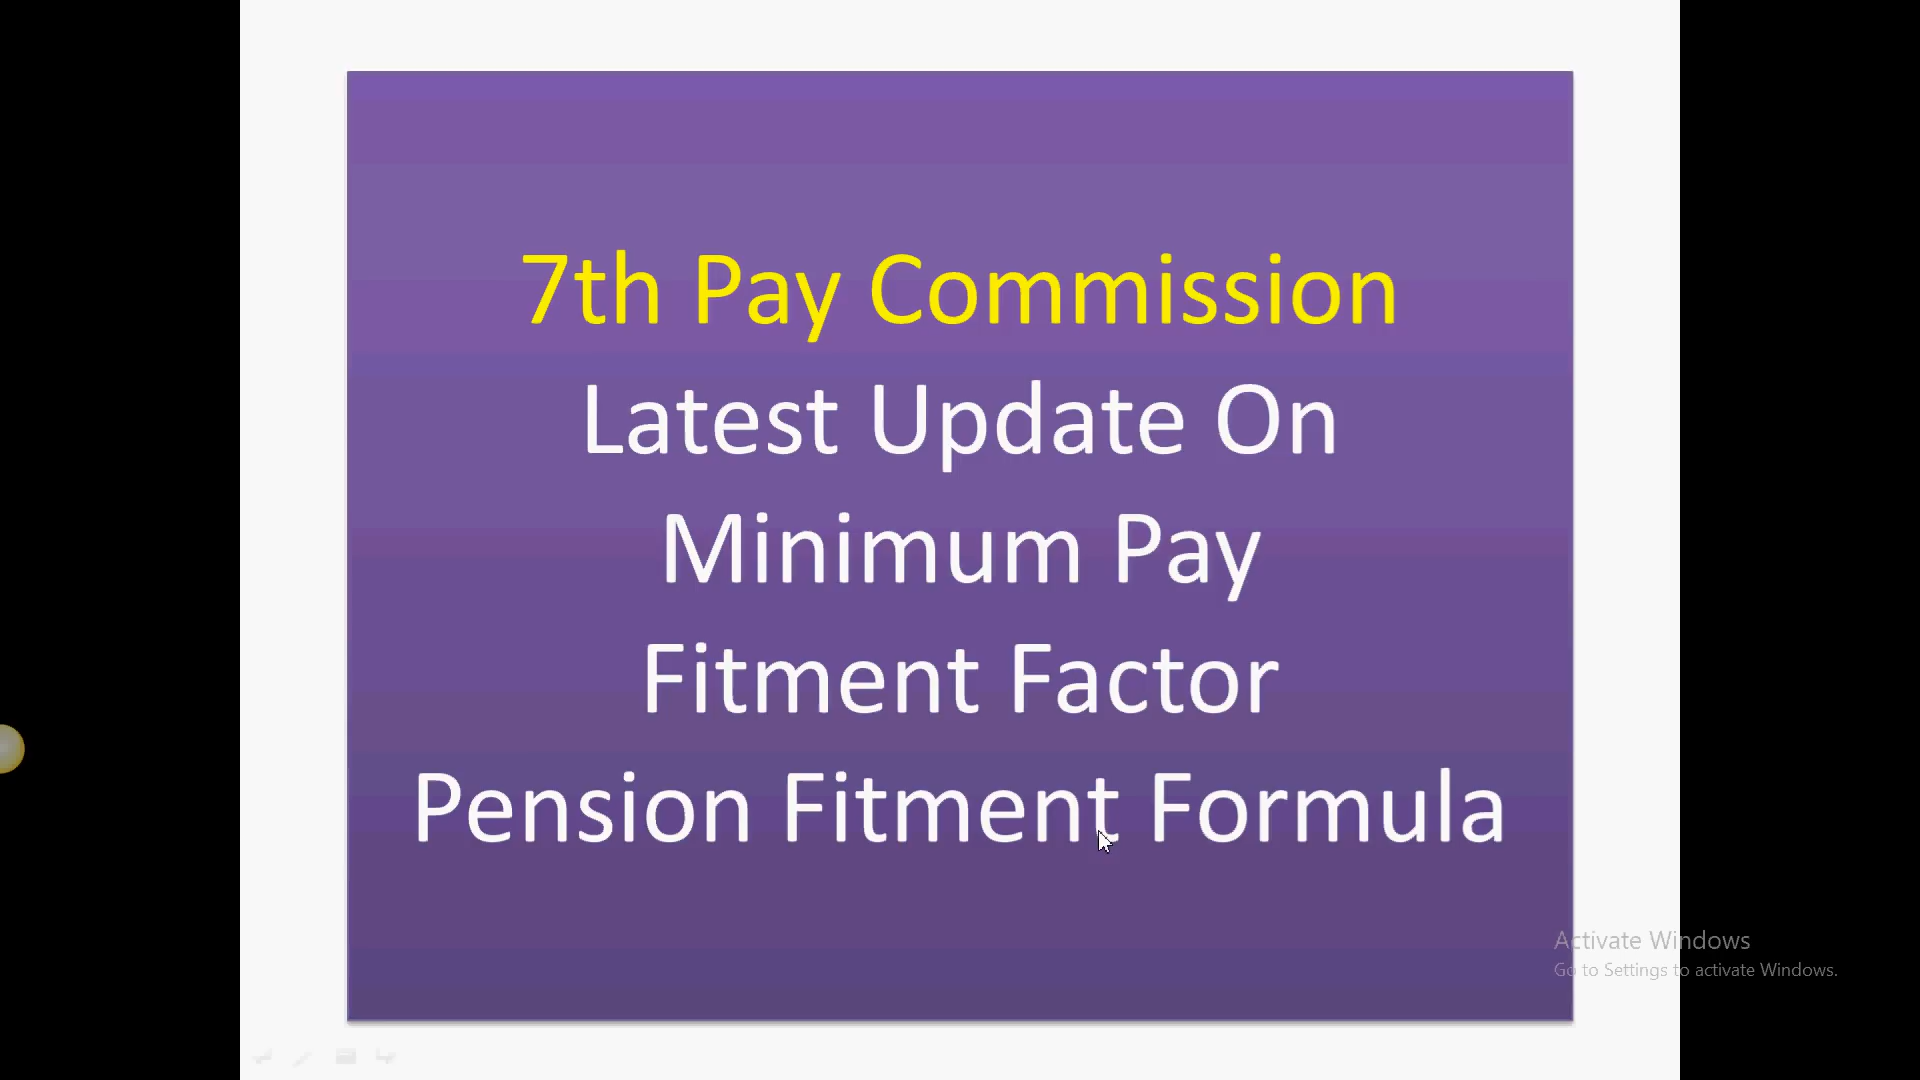 7th Pay Commission
Latest Update On
Minimum Pay
Fitment Factor
Pension Fitment Formula
Activate Windows
Go to Settings to activate Windows.